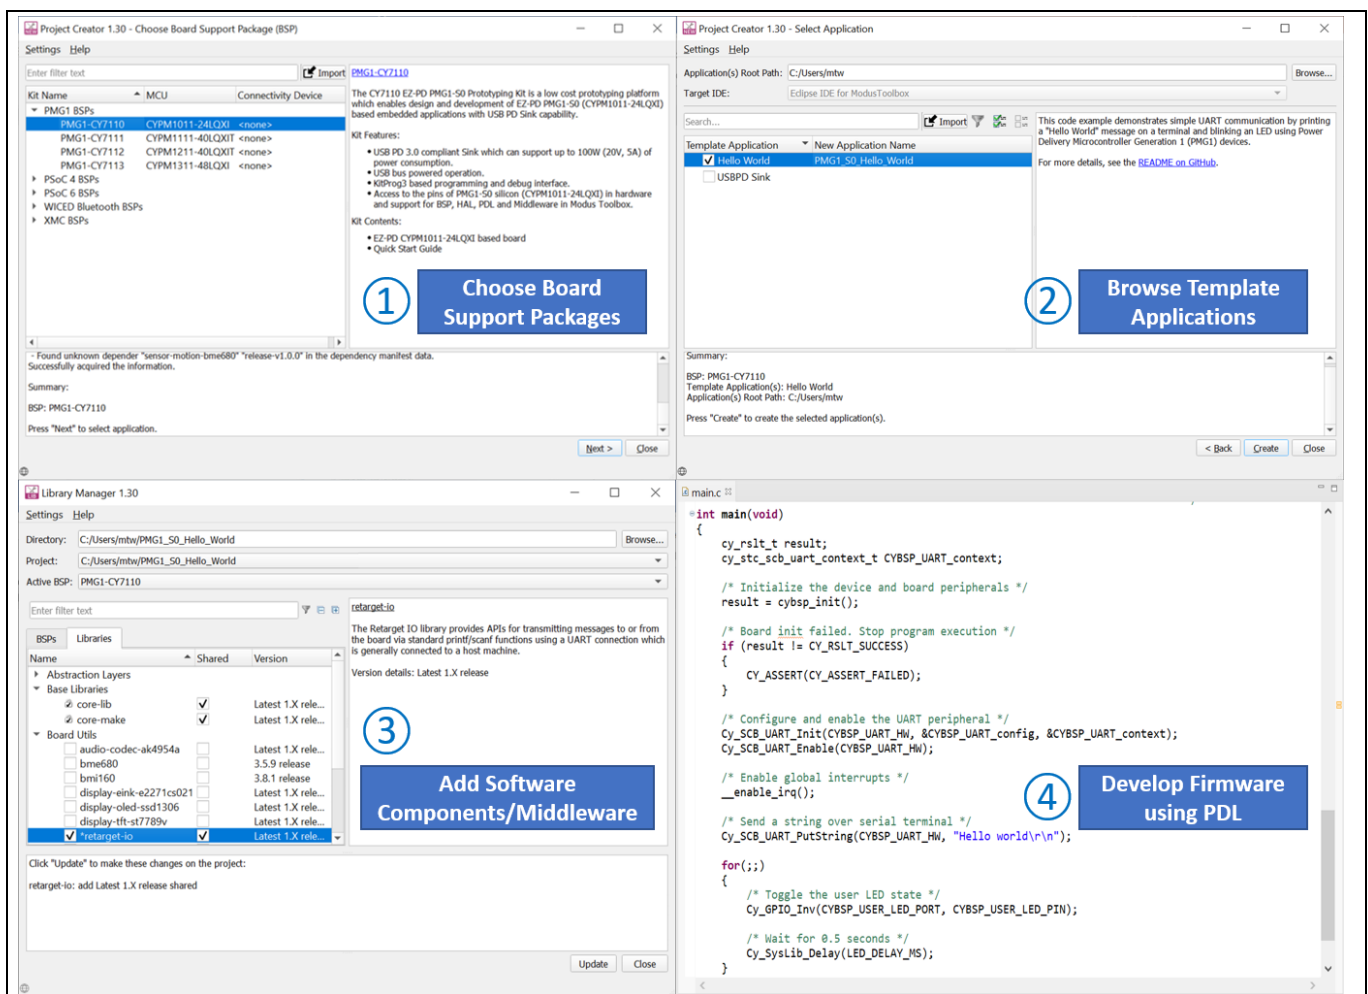 Project Creator 1.30 - Choose Board Support Package (BSP)
Settings Help
Enter filter text
Import
Kit Name MCU Connectivity Device
PMG1 BSPs
PMG1-CY7110 CYPM1011-24LQXI <none>
PMG1-CY7111 CYPM1111-40LQXIT <none>
PMG1-CY7112 CYPM1211-40LQXIT <none>
PMG1-CY7113 CYPM1311-48LQXI <none>
PSoC 4 BSPs
PSoC 6 BSPs
WICED Bluetooth BSPs
XMC BSPs
PMG1-CY7110
The CY7110 EZ-PD PMG1-S0 Prototyping Kit is a low cost prototyping platform
which enables design and development of EZ-PD PMG1-S0 (CYPM1011-24LQXI)
based embedded applications with USB PD Sink capability.
Kit Features:
• USB PD 3.0 compliant Sink which can support up to 100W (20V, 5A) of
power consumption.
• USB bus powered operation.
• KitProg3 based programming and debug interface.
• Access to the pins of PMG1-S0 silicon (CYPM1011-24LQXI) in hardware
and support for BSP, HAL, PDL and Middleware in Modus Toolbox.
Kit Contents:
• EZ-PD CYPM1011-24LQXI based board
• Quick Start Guide
1
Choose Board
Support Packages
- Found unknown depender "sensor-motion-bme680" "release-v1.0.0" in the dependency manifest data.
Successfully acquired the information.
Summary:
BSP: PMG1-CY7110
Press "Next" to select application.
Next > Close
Project Creator 1.30 - Select Application
Settings Help
Application(s) Root Path: C:/Users/mtw Browse...
Target IDE: Eclipse IDE for ModusToolbox
Search... Import
Template Application New Application Name
Hello World PMG1_S0_Hello_World
USBPD Sink
This code example demonstrates simple UART communication by printing
a "Hello World" message on a terminal and blinking an LED using Power
Delivery Microcontroller Generation 1 (PMG1) devices.
For more details, see the README on GitHub.
2
Browse Template
Applications
Summary:
BSP: PMG1-CY7110
Template Application(s): Hello World
Application(s) Root Path: C:/Users/mtw
Press "Create" to create the selected application(s).
< Back Create Close
Library Manager 1.30
Settings Help
Directory: C:/Users/mtw/PMG1_S0_Hello_World Browse...
Project: C:/Users/mtw/PMG1_S0_Hello_World
Active BSP: PMG1-CY7110
Enter filter text
BSPs Libraries
Name Shared Version
Abstraction Layers
Base Libraries
core-lib Latest 1.X rele...
core-make Latest 1.X rele...
Board Utils
audio-codec-ak4954a Latest 1.X rele...
bme680 3.5.9 release
bmi160 3.8.1 release
display-eink-e2271cs021 Latest 1.X rele...
display-oled-ssd1306 Latest 1.X rele...
display-tft-st7789v Latest 1.X rele...
*retarget-io Latest 1.X rele...
retarget-io
The Retarget IO library provides APIs for transmitting messages to or from
the board via standard printf/scanf functions using a UART connection which
is generally connected to a host machine.
Version details: Latest 1.X release
3
Add Software
Components/Middleware
Click "Update" to make these changes on the project:
retarget-io: add Latest 1.X release shared
Update Close
main.c
int main(void)
{
cy_rslt_t result;
cy_stc_scb_uart_context_t CYBSP_UART_context;
/* Initialize the device and board peripherals */
result = cybsp_init();
/* Board init failed. Stop program execution */
if (result != CY_RSLT_SUCCESS)
{
CY_ASSERT(CY_ASSERT_FAILED);
}
/* Configure and enable the UART peripheral */
Cy_SCB_UART_Init(CYBSP_UART_HW, &CYBSP_UART_config, &CYBSP_UART_context);
Cy_SCB_UART_Enable(CYBSP_UART_HW);
/* Enable global interrupts */
__enable_irq();
/* Send a string over serial terminal */
Cy_SCB_UART_PutString(CYBSP_UART_HW, "Hello world\r\n");
for(;;)
{
/* Toggle the user LED state */
Cy_GPIO_Inv(CYBSP_USER_LED_PORT, CYBSP_USER_LED_PIN);
/* Wait for 0.5 seconds */
Cy_SysLib_Delay(LED_DELAY_MS);
}
4
Develop Firmware
using PDL